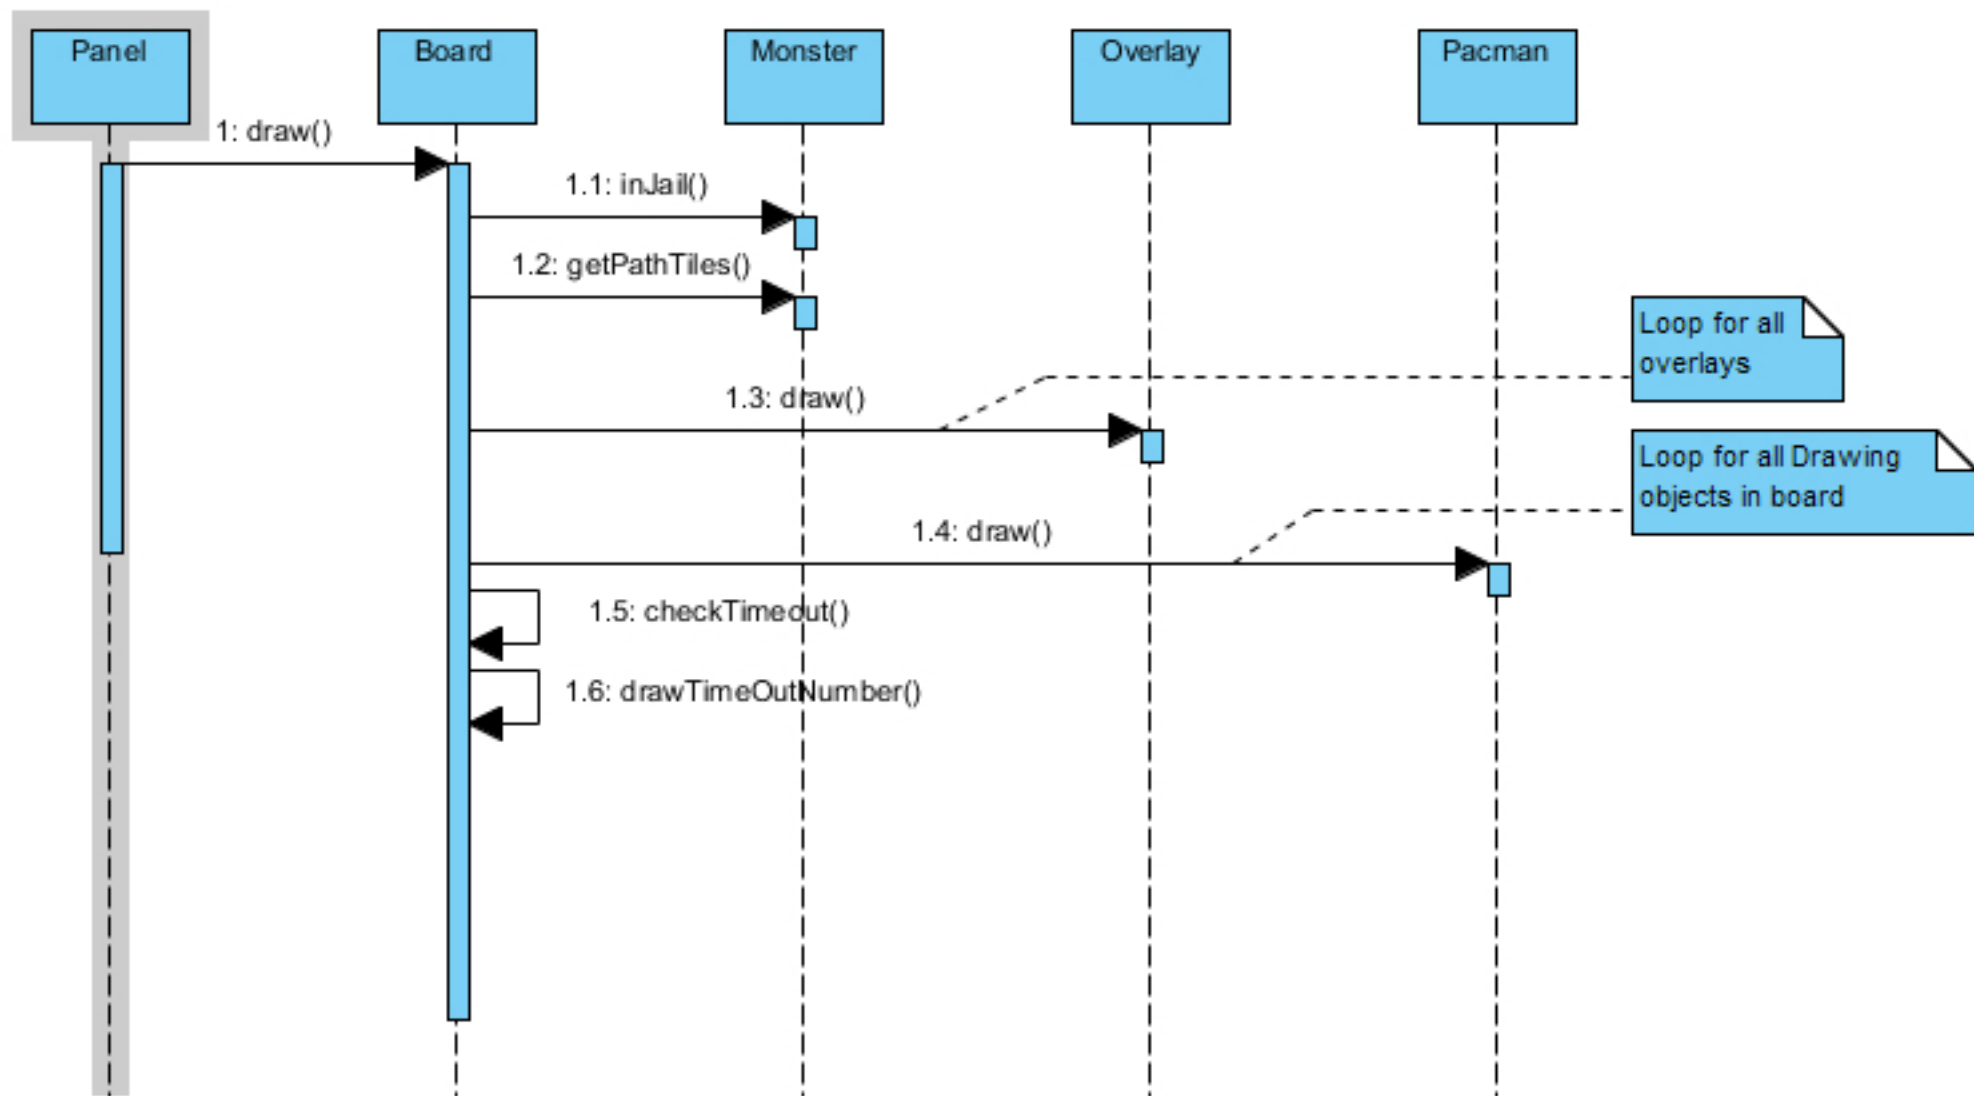 Panel
Board
Monster
Overlay
Pacman
1: draw()
1.1: inJail()
1.2: getPathTiles()
Loop for all
overlays
1.3: draw()
Loop for all Drawing
objects in board
1.4: draw()
1.5: checkTimeout()
1.6: drawTimeOutNumber()